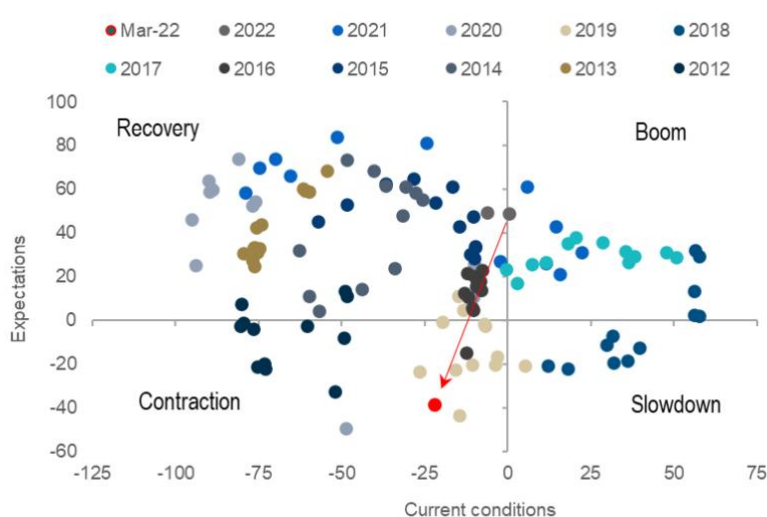 Mar-22 2022 2021 2020 2019 2018
2017 2016 2015 2014 2013 2012
100
80
60
40
20
0
-20
-40
-60
Expectations
Recovery Boom
Contraction Slowdown
-125 -100 -75 -50 -25 0 25 50 75
Current conditions